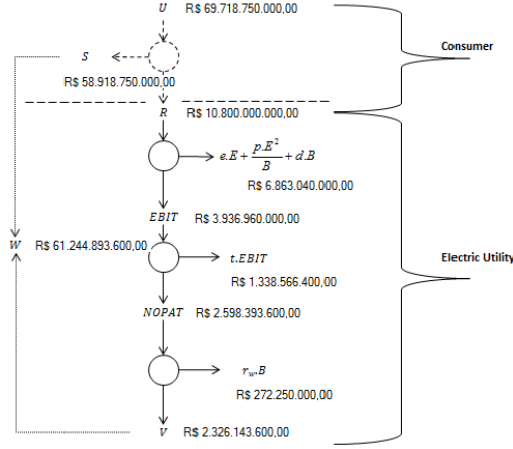 U R$ 69.718.750.000,00
Consumer
S
R$ 58.918.750.000,00
R R$ 10.800.000.000,00
e.E + p.E² / B + d.B
R$ 6.863.040.000,00
EBIT R$ 3.936.960.000,00
W R$ 61.244.893.600,00
t.EBIT
Electric Utility
R$ 1.338.566.400,00
NOPAT R$ 2.598.393.600,00
r_w.B
R$ 272.250.000,00
V R$ 2.326.143.600,00